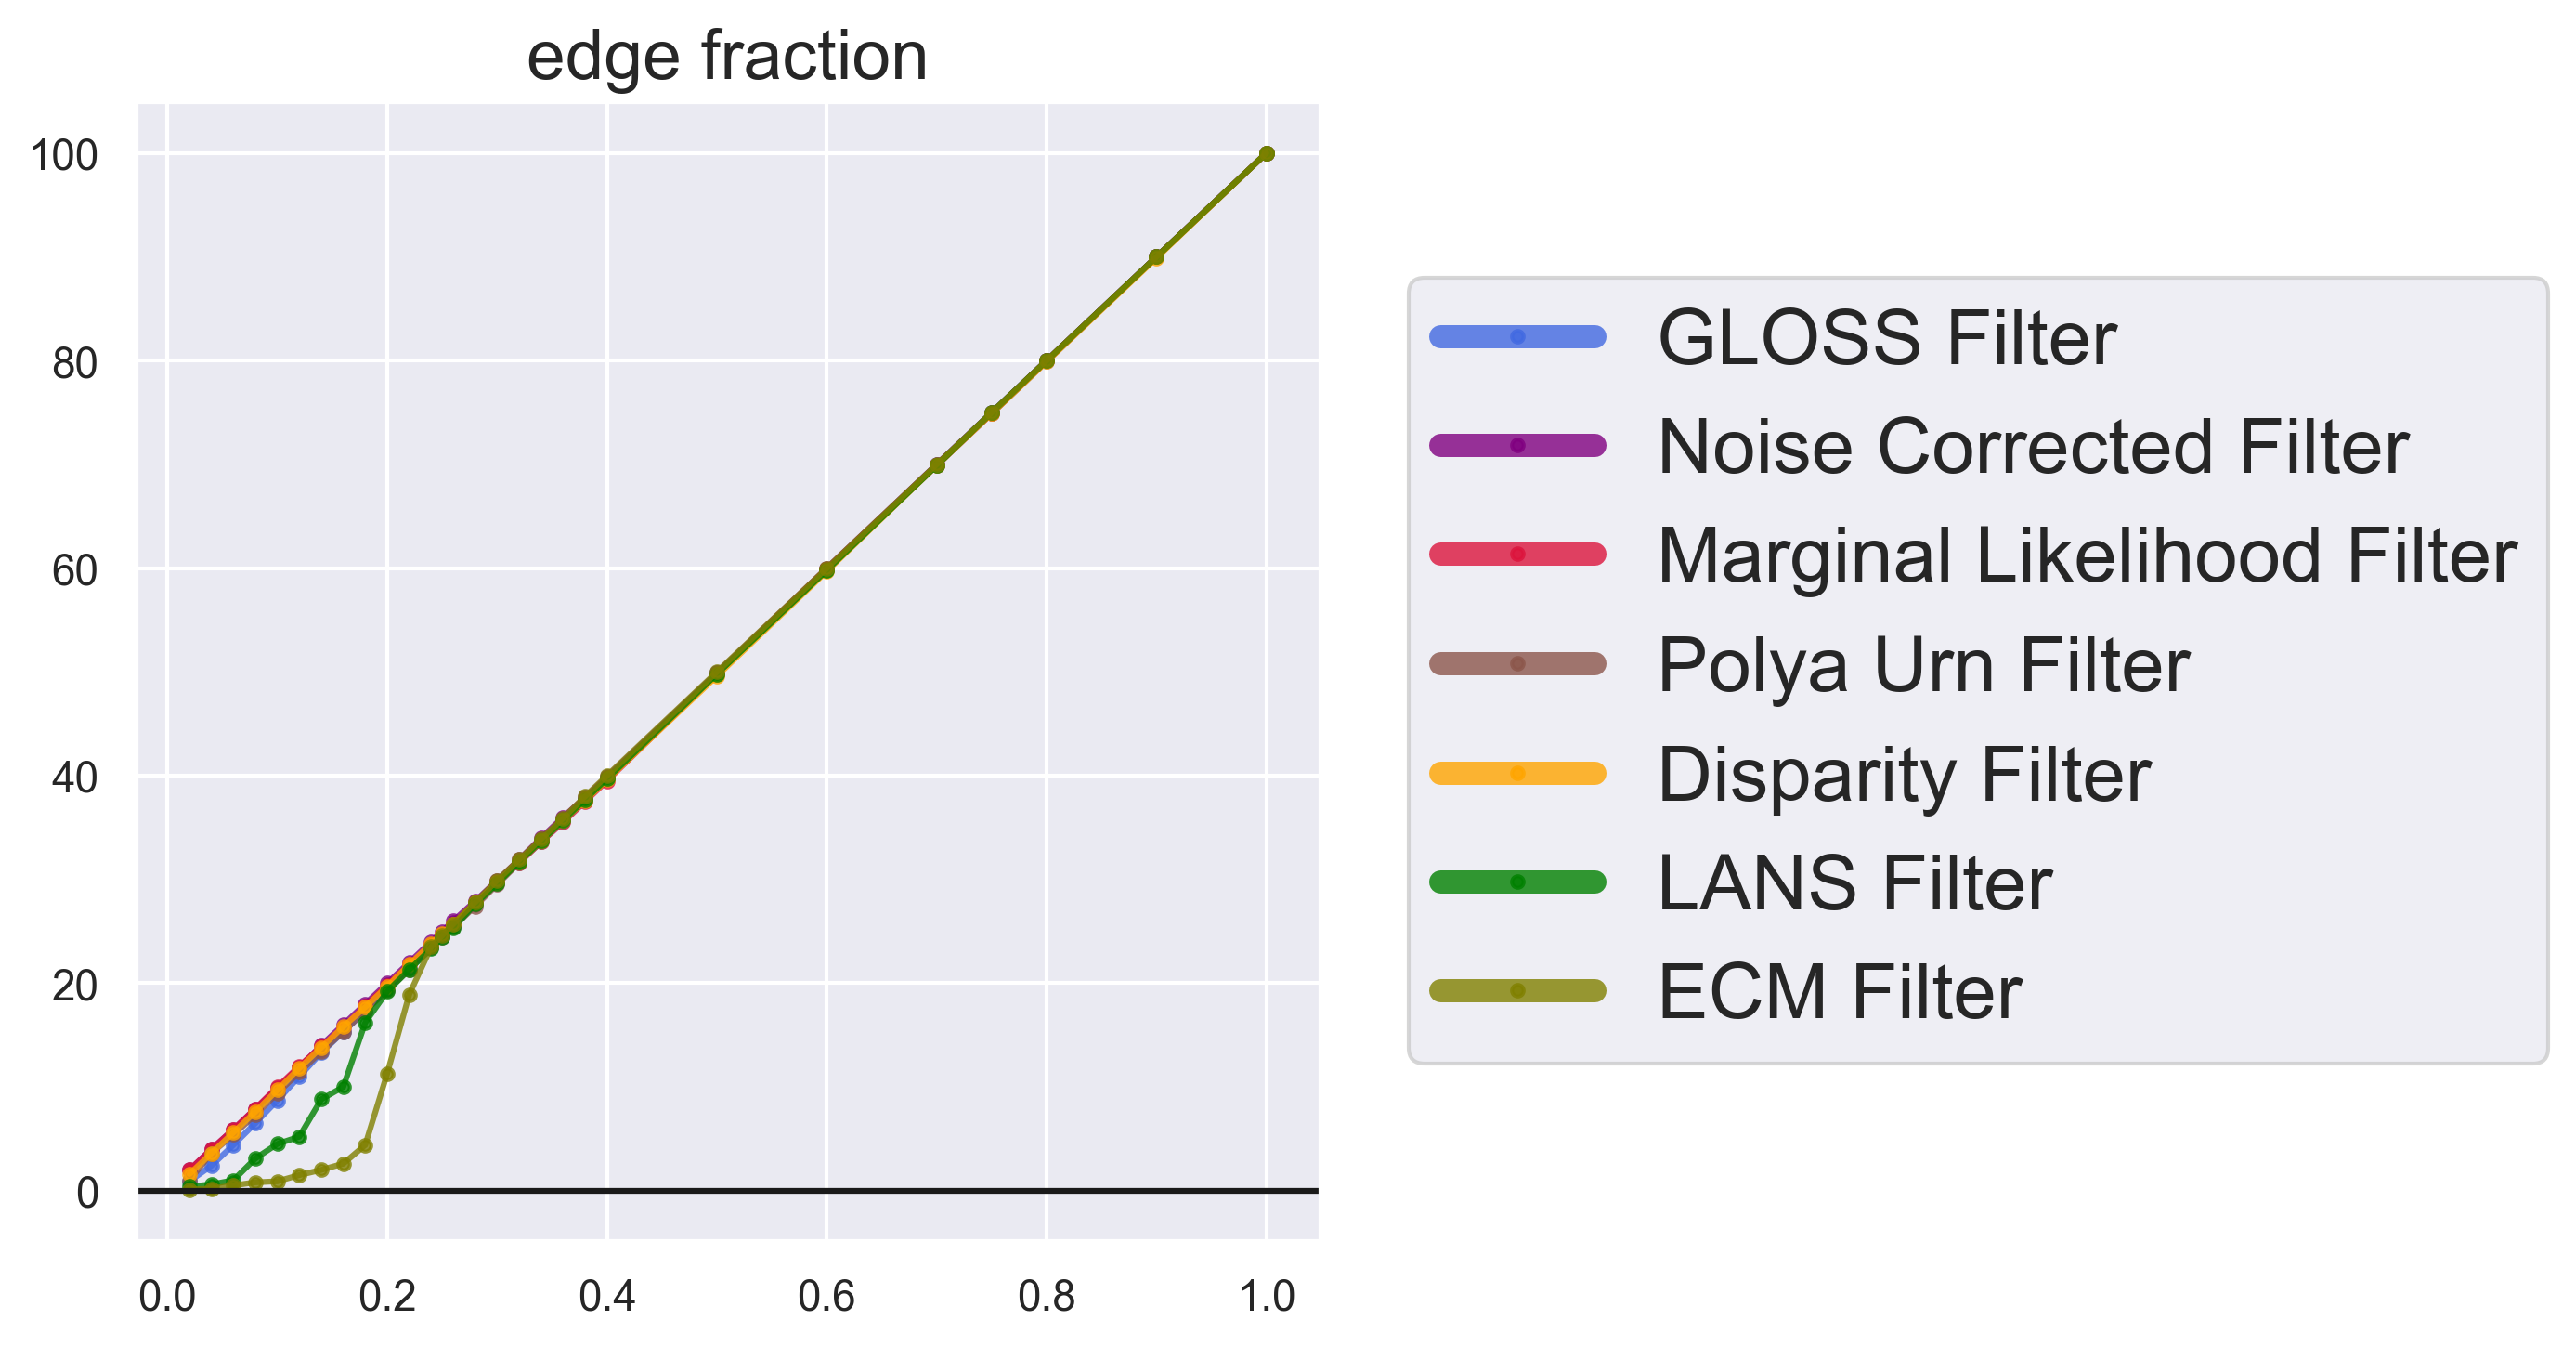 edge fraction
100
80
60
40
20
0
0.0 0.2 0.4 0.6 0.8 1.0
GLOSS Filter
Noise Corrected Filter
Marginal Likelihood Filter
Polya Urn Filter
Disparity Filter
LANS Filter
ECM Filter